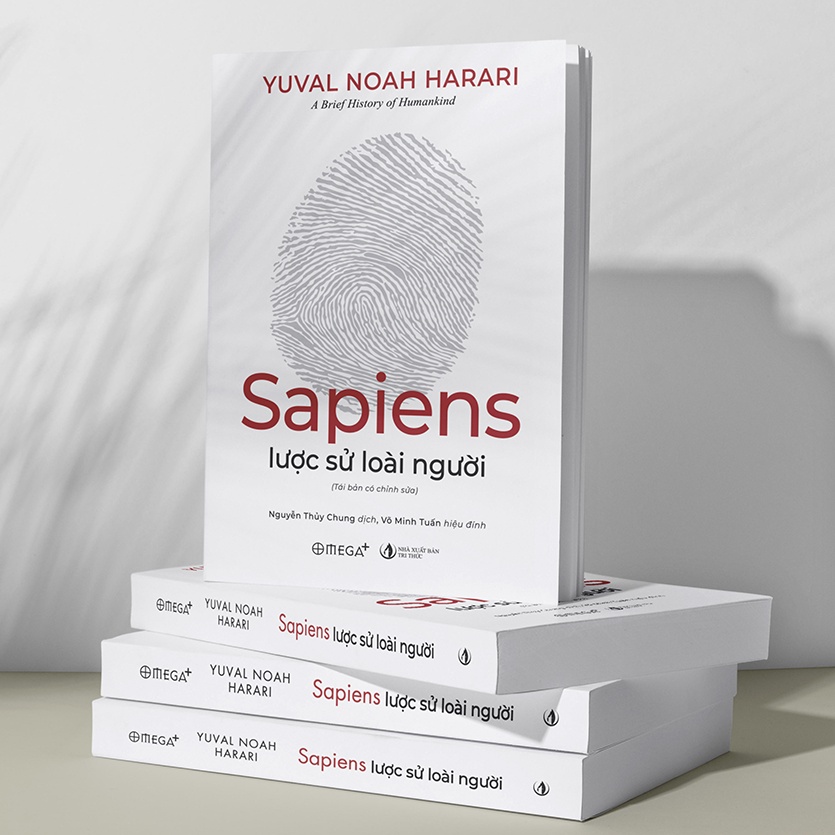 YUVAL NOAH HARARI
A Brief History of Humankind
Sapiens
lược sử loài người
(Tái bản có chỉnh sửa)
Nguyễn Thủy Chung dịch, Võ Minh Tuấn hiệu đính
OMEGA+
NHÀ XUẤT BẢN
TRI THỨC
OMEGA+
YUVAL NOAH
HARARI
Sapiens lược sử loài người
OMEGA+
YUVAL NOAH
HARARI
Sapiens lược sử loài người
OMEGA+
YUVAL NOAH
HARARI
Sapiens lược sử loài người